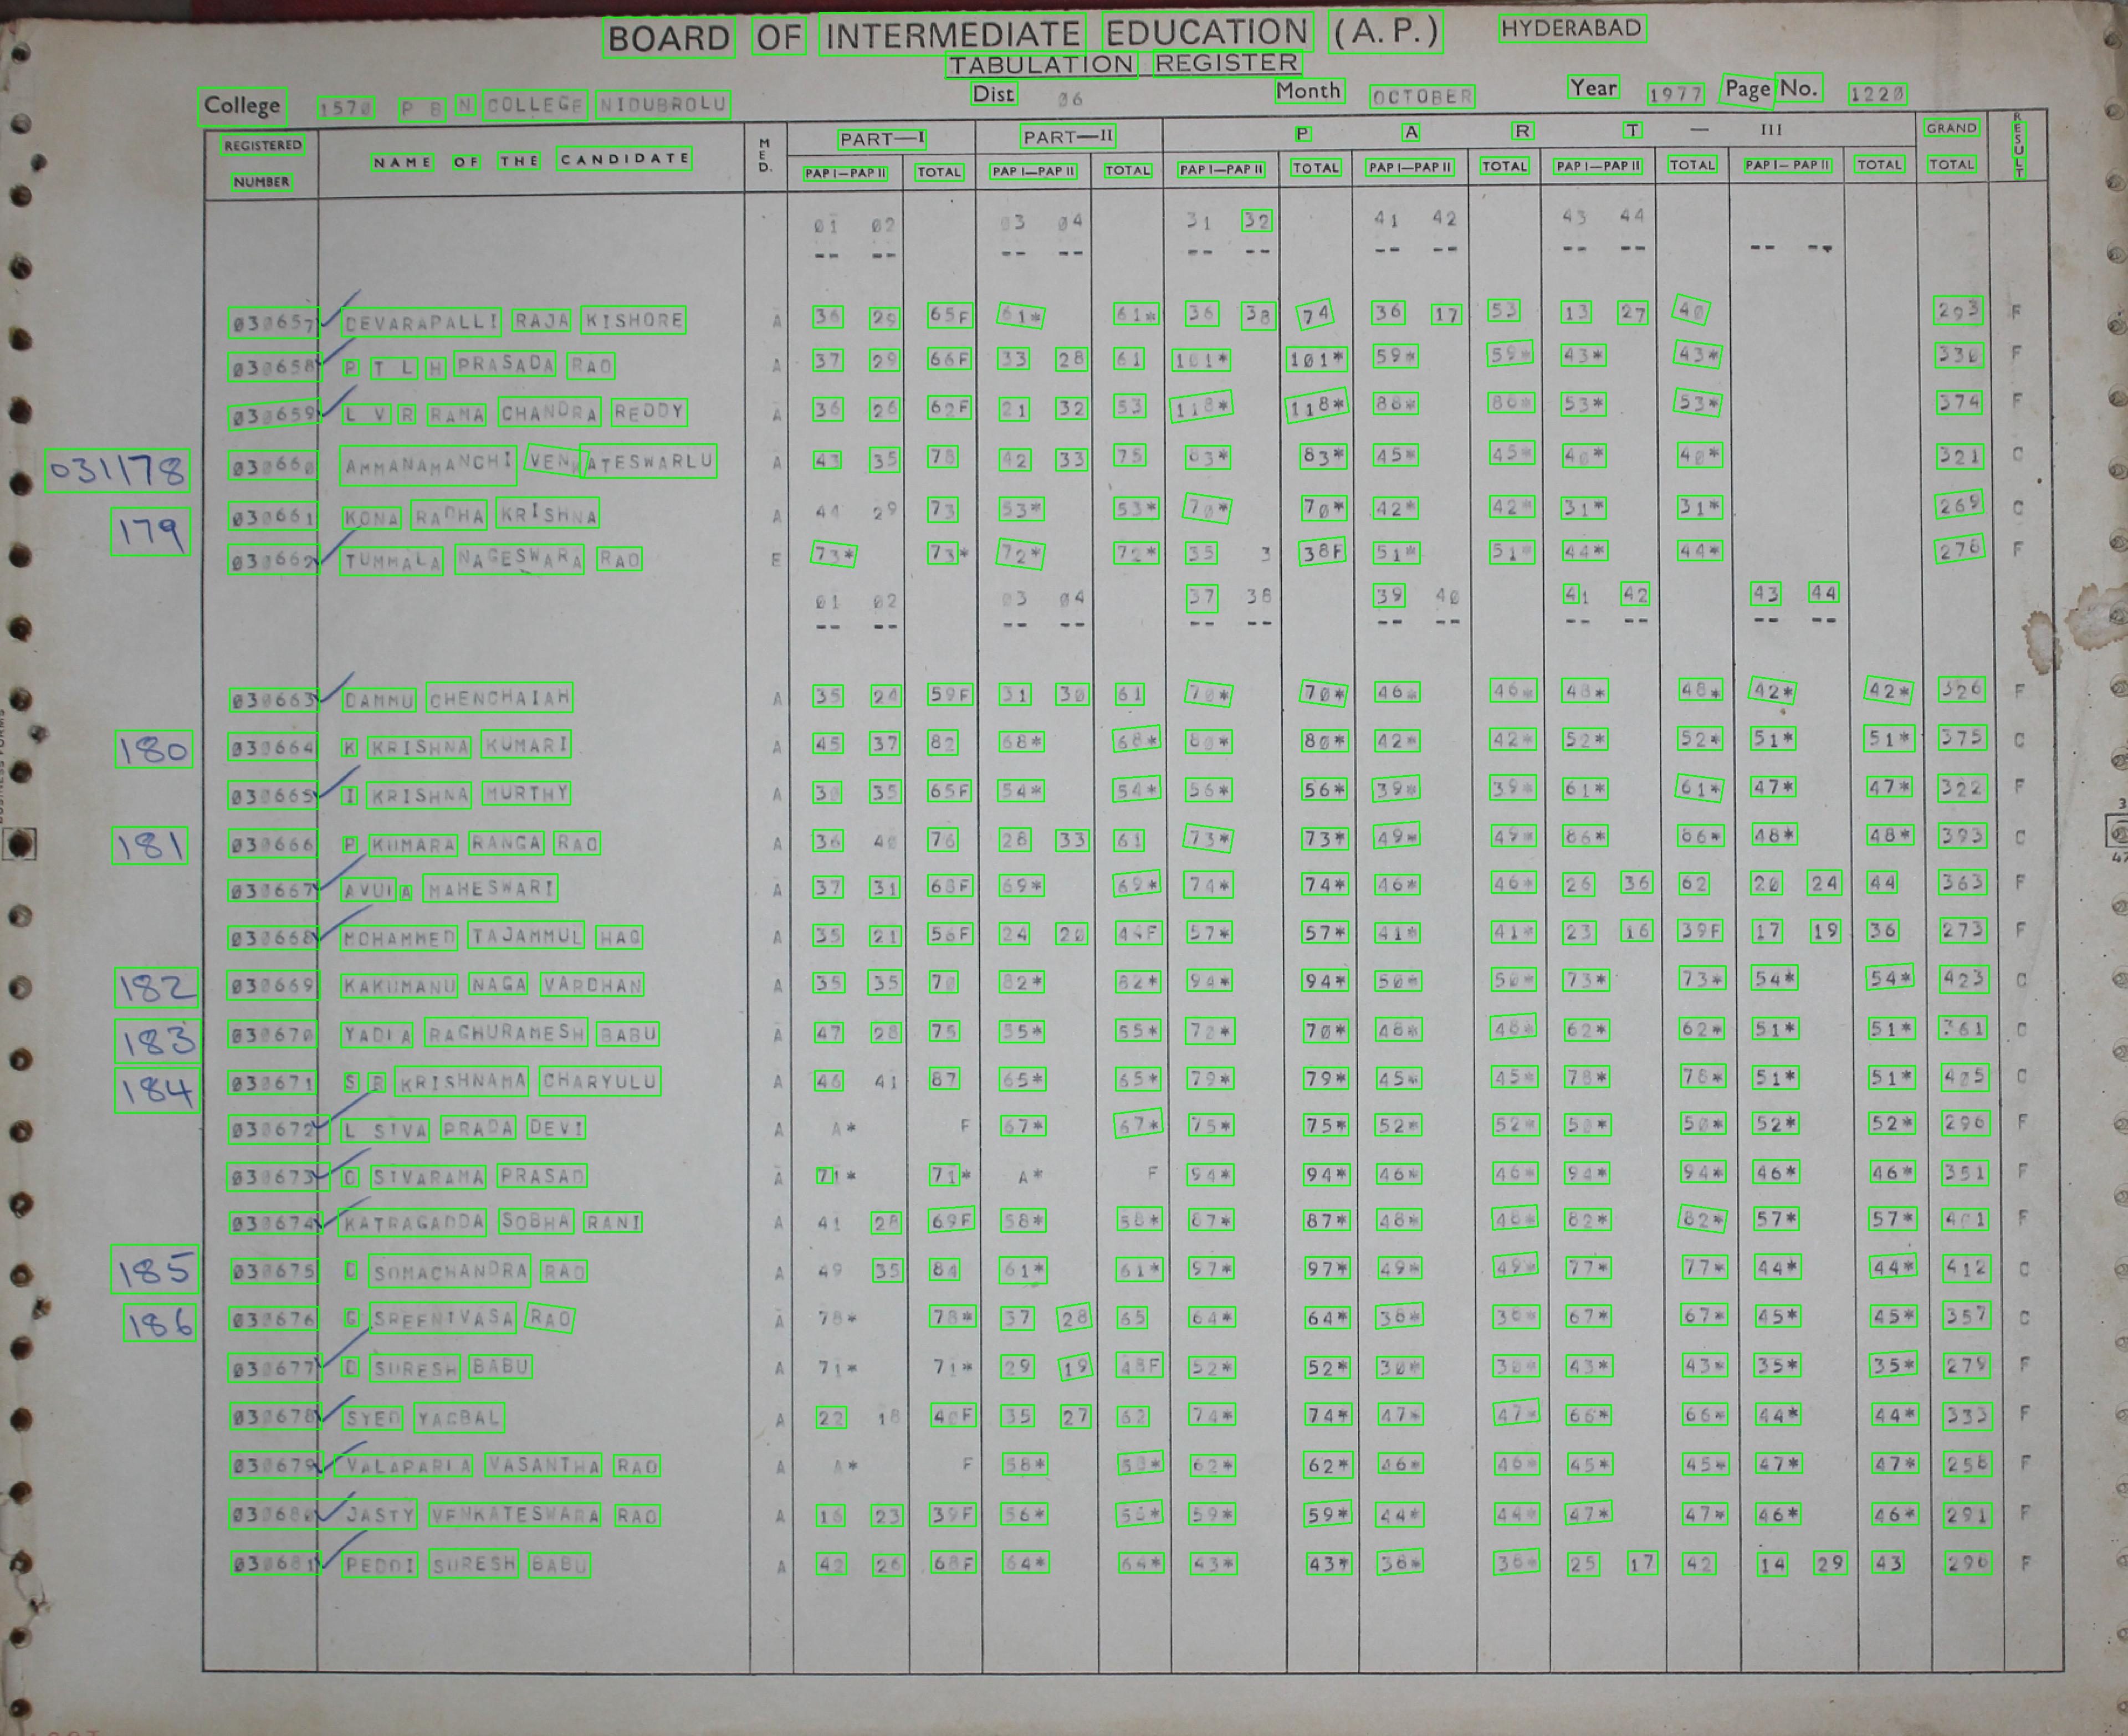 BOARD OF INTERMEDIATE EDUCATION (A.P.) HYDERABAD
TABULATION REGISTER
College 1570 P B N COLLEGE NIDUBROLU Dist 06 Month OCTOBER Year 1977 Page No. 1220
REGISTERED NUMBER NAME OF THE CANDIDATE MED. PART—I PART—II P A R T — III GRAND TOTAL RESULT
PAP I—PAP II TOTAL PAP I—PAP II TOTAL PAP I—PAP II TOTAL PAP I—PAP II TOTAL PAP I—PAP II TOTAL PAP I—PAP II TOTAL
01 02 03 04 31 32 41 42 43 44
-- -- -- -- -- -- -- -- -- -- -- --
030657 DEVARAPALLI RAJA KISHORE A 36 29 65F 61* 61* 36 38 74 36 17 53 13 27 40 293 F
030658 P T L H PRASADA RAO A 37 29 66F 33 28 61 101* 101* 59* 59* 43* 43* 330 F
030659 L V R RAMA CHANDRA REDDY A 36 26 62F 21 32 53 118* 118* 53* 53* 374 F
031178 030660 AMMANAMANCHI VENKATESWARLU A 43 35 78 42 33 75 83* 83* 45* 45* 40* 40* 321 C
179 030661 KONA RADHA KRISHNA A 44 29 73 53* 53* 70* 70* 42* 42* 31* 31* 269 C
030662 TUMMALA NAGESWARA RAO E 73* 73* 72* 72* 35 3 38F 51* 51* 44* 44* 278 F
01 02 03 04 37 38 39 40 41 42 43 44
-- -- -- -- -- -- -- -- -- -- -- --
030663 DAMMU CHENCHAIAH A 35 24 59F 31 30 61 70* 70* 46* 46* 48* 48* 42* 42* 326 F
180 030664 K KRISHNA KUMARI A 45 37 82 68* 68* 80* 80* 42* 42* 52* 52* 51* 51* 375 C
030665 I KRISHNA MURTHY A 30 35 65F 54* 54* 56* 56* 39* 39* 61* 61* 47* 47* 322 F
181 030666 P KUMARA RANGA RAO A 36 40 76 28 33 61 73* 73* 49* 49* 86* 86* 48* 48* 393 C
030667 AVULA MAHESWARI A 37 31 68F 69* 69* 74* 74* 46* 46* 26 36 62 20 24 44 363 F
030668 MOHAMMED TAJAMMUL HAQ A 35 21 56F 24 20 44F 57* 57* 41* 41* 23 16 39F 17 19 36 273 F
182 030669 KAKUMANU NAGA VARDHAN A 35 35 70 82* 82* 94* 94* 50* 50* 73* 73* 54* 54* 423 C
183 030670 YADLA RAGHURAMESH BABU A 47 28 75 55* 55* 70* 70* 48* 48* 62* 62* 51* 51* 361 C
184 030671 S R KRISHNAMA CHARYULU A 46 41 87 65* 65* 79* 79* 45* 45* 78* 78* 51* 51* 405 C
030672 L SIVA PRADA DEVI A A* F 67* 67* 75* 75* 52* 52* 50* 50* 52* 52* 296 F
030673 SIVARAMA PRASAD A 71* 71* A* F 94* 94* 46* 46* 94* 94* 46* 46* 351 F
030674 KATRAGADDA SOBHA RANI A 41 28 69F 58* 58* 87* 87* 48* 48* 82* 82* 57* 57* 401 F
185 030675 SOMACHANDRA RAO A 49 35 84 61* 61* 97* 97* 49* 49* 77* 77* 44* 44* 412 C
186 030676 G SREENIVASA RAO A 78* 78* 37 28 65 64* 64* 38* 38* 67* 67* 45* 45* 357 C
030677 SURESH BABU A 71* 71* 29 19 48F 52* 52* 30* 30* 43* 43* 35* 35* 279 F
030678 SYED YACBAL A 22 18 40F 35 27 62 74* 74* 47* 47* 66* 66* 44* 44* 333 F
030679 VALAPARLA VASANTHA RAO A A* F 58* 58* 62* 62* 46* 46* 45* 45* 47* 47* 258 F
030680 JASTY VENKATESWARA RAO A 16 23 39F 56* 56* 59* 59* 44* 44* 47* 47* 46* 46* 291 F
030681 PEDDI SURESH BABU A 42 26 68F 64* 64* 43* 43* 36* 36* 25 17 42 14 29 43 296 F